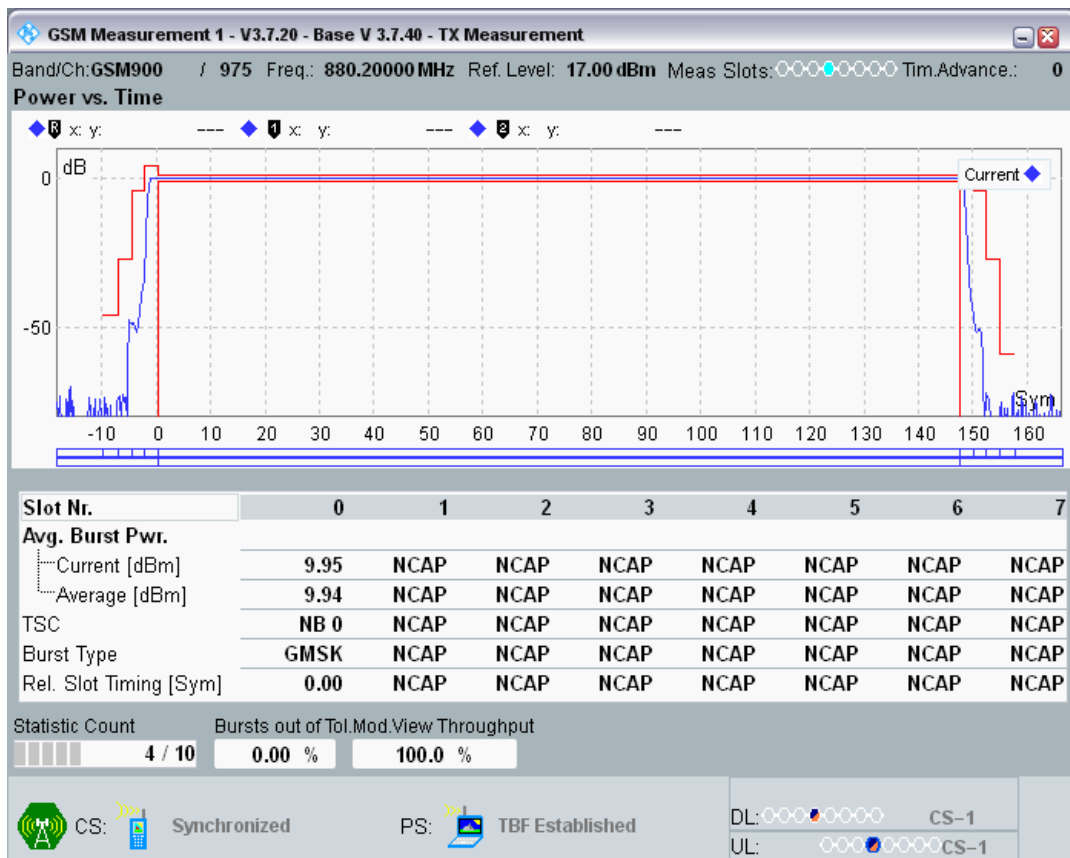 GSM Measurement 1 - V3.7.20 - Base V 3.7.40 - TX Measurement
Band/Ch:GSM900 / 975 Freq.: 880.20000 MHz Ref. Level: 17.00 dBm Meas Slots: Tim.Advance.: 0
Power vs. Time
R x: y: --- 1 x: y: --- 2 x: y: ---
dB
Current
0
-50
Sym
-10 0 10 20 30 40 50 60 70 80 90 100 110 120 130 140 150 160
Slot Nr. 0 1 2 3 4 5 6 7
Avg. Burst Pwr.
Current [dBm] 9.95 NCAP NCAP NCAP NCAP NCAP NCAP NCAP
Average [dBm] 9.94 NCAP NCAP NCAP NCAP NCAP NCAP NCAP
TSC NB 0 NCAP NCAP NCAP NCAP NCAP NCAP NCAP
Burst Type GMSK NCAP NCAP NCAP NCAP NCAP NCAP NCAP
Rel. Slot Timing [Sym] 0.00 NCAP NCAP NCAP NCAP NCAP NCAP NCAP
Statistic Count Bursts out of Tol.Mod.View Throughput
4 / 10 0.00 % 100.0 %
CS: Synchronized PS: TBF Established DL: CS-1
UL: CS-1